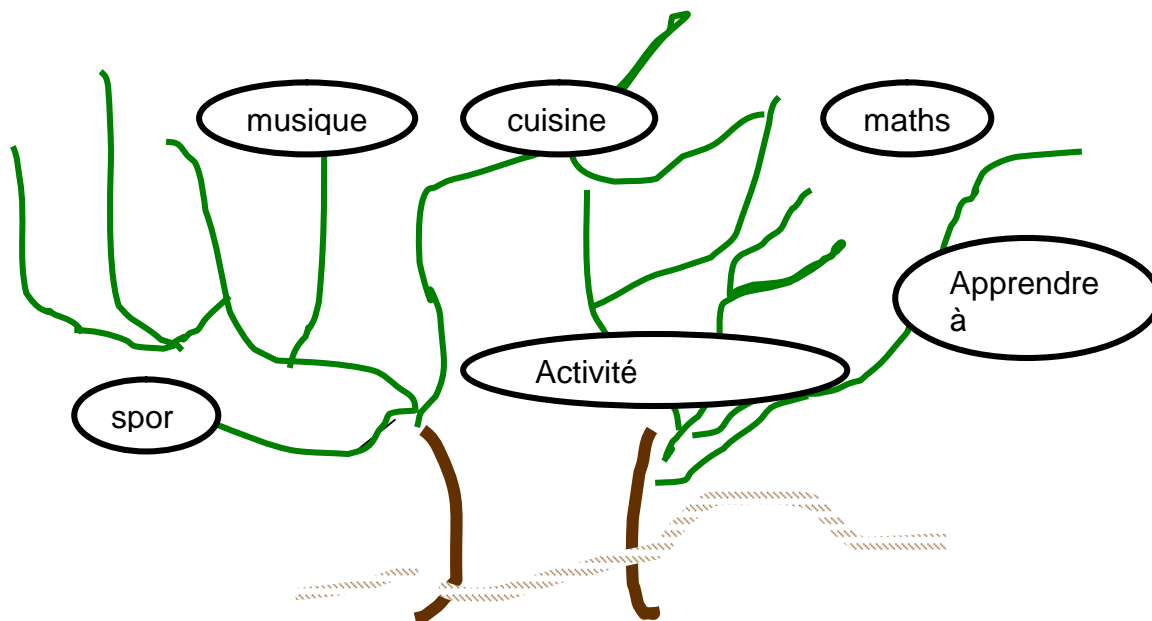 musique
cuisine
maths
Apprendre
à
Activité
spor